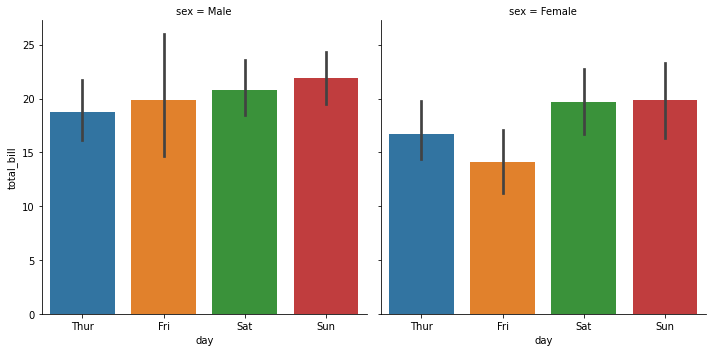 sex = Male
sex = Female
total_bill
25
20
15
10
5
0
Thur Fri Sat Sun
Thur Fri Sat Sun
day
day